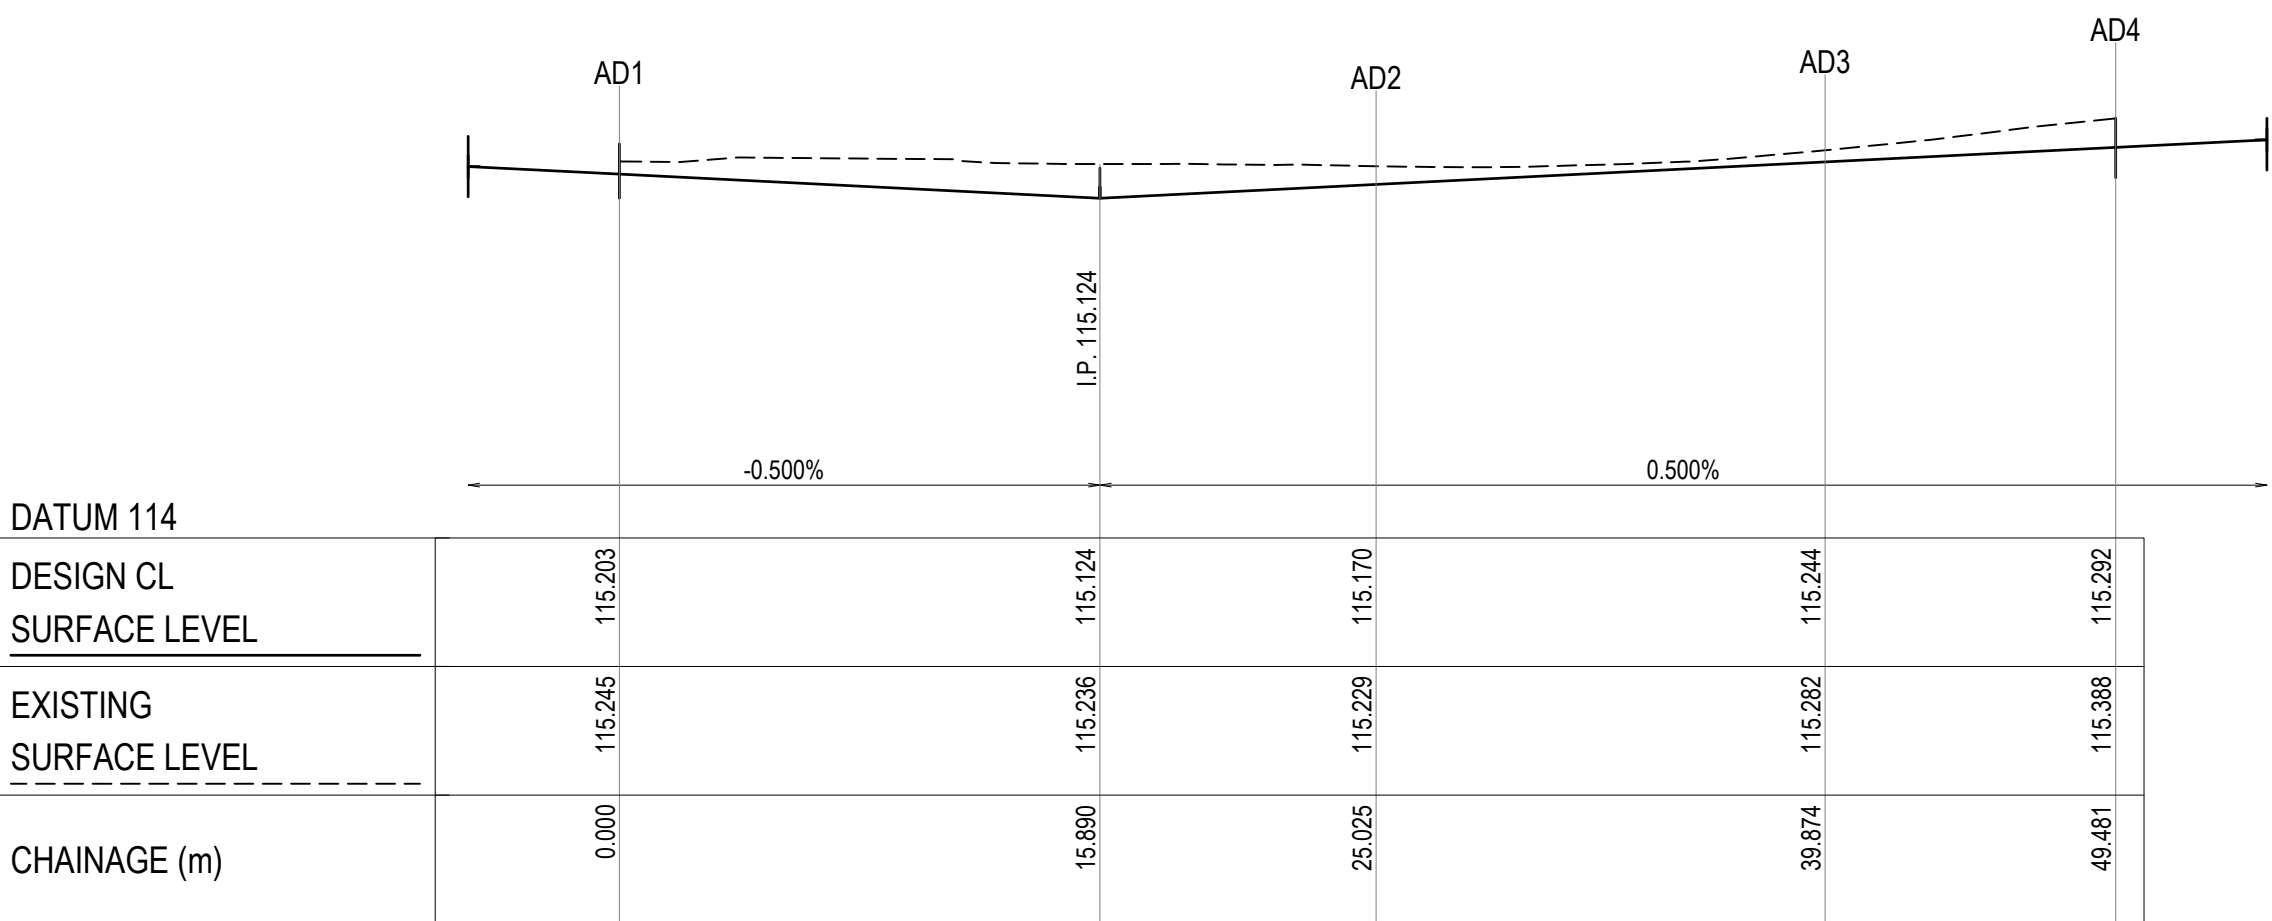 AD4
AD3
AD1
AD2
I.P. 115.124
-0.500%
0.500%
DATUM 114
DESIGN CL
SURFACE LEVEL
115.203
115.124
115.170
115.244
115.292
EXISTING
SURFACE LEVEL
115.245
115.236
115.229
115.282
115.388
CHAINAGE (m)
0.000
15.890
25.025
39.874
49.481